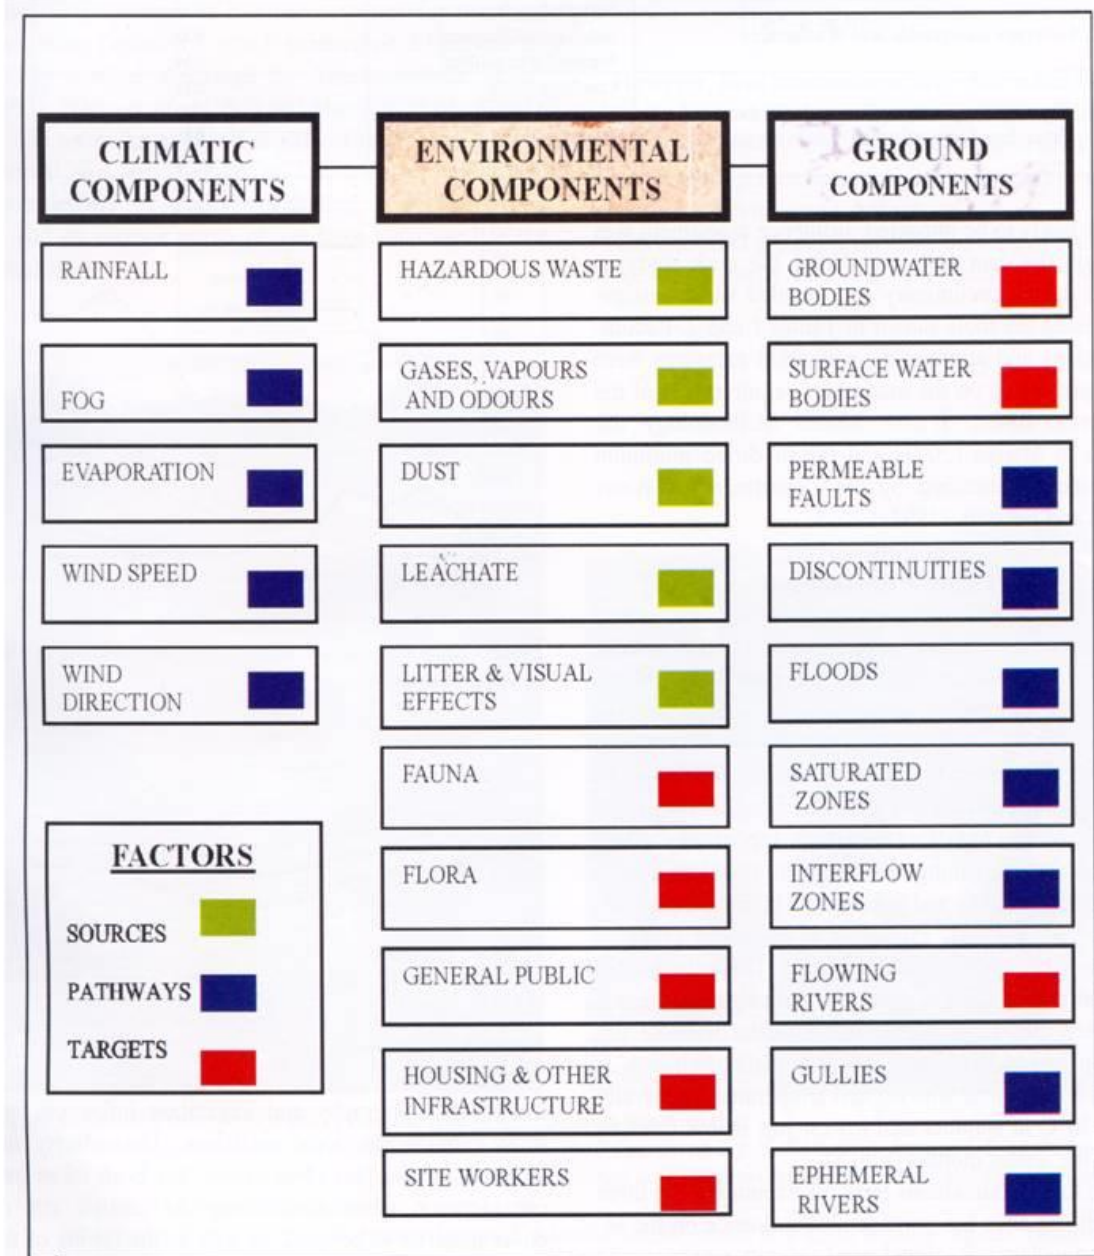 CLIMATIC
COMPONENTS
RAINFALL
FOG
EVAPORATION
WIND SPEED
WIND
DIRECTION
FACTORS
SOURCES
PATHWAYS
TARGETS
ENVIRONMENTAL
COMPONENTS
HAZARDOUS WASTE
GASES, VAPOURS
AND ODOURS
DUST
LEACHATE
LITTER & VISUAL
EFFECTS
FAUNA
FLORA
GENERAL PUBLIC
HOUSING & OTHER
INFRASTRUCTURE
SITE WORKERS
GROUND
COMPONENTS
GROUNDWATER
BODIES
SURFACE WATER
BODIES
PERMEABLE
FAULTS
DISCONTINUITIES
FLOODS
SATURATED
ZONES
INTERFLOW
ZONES
FLOWING
RIVERS
GULLIES
EPHEMERAL
RIVERS